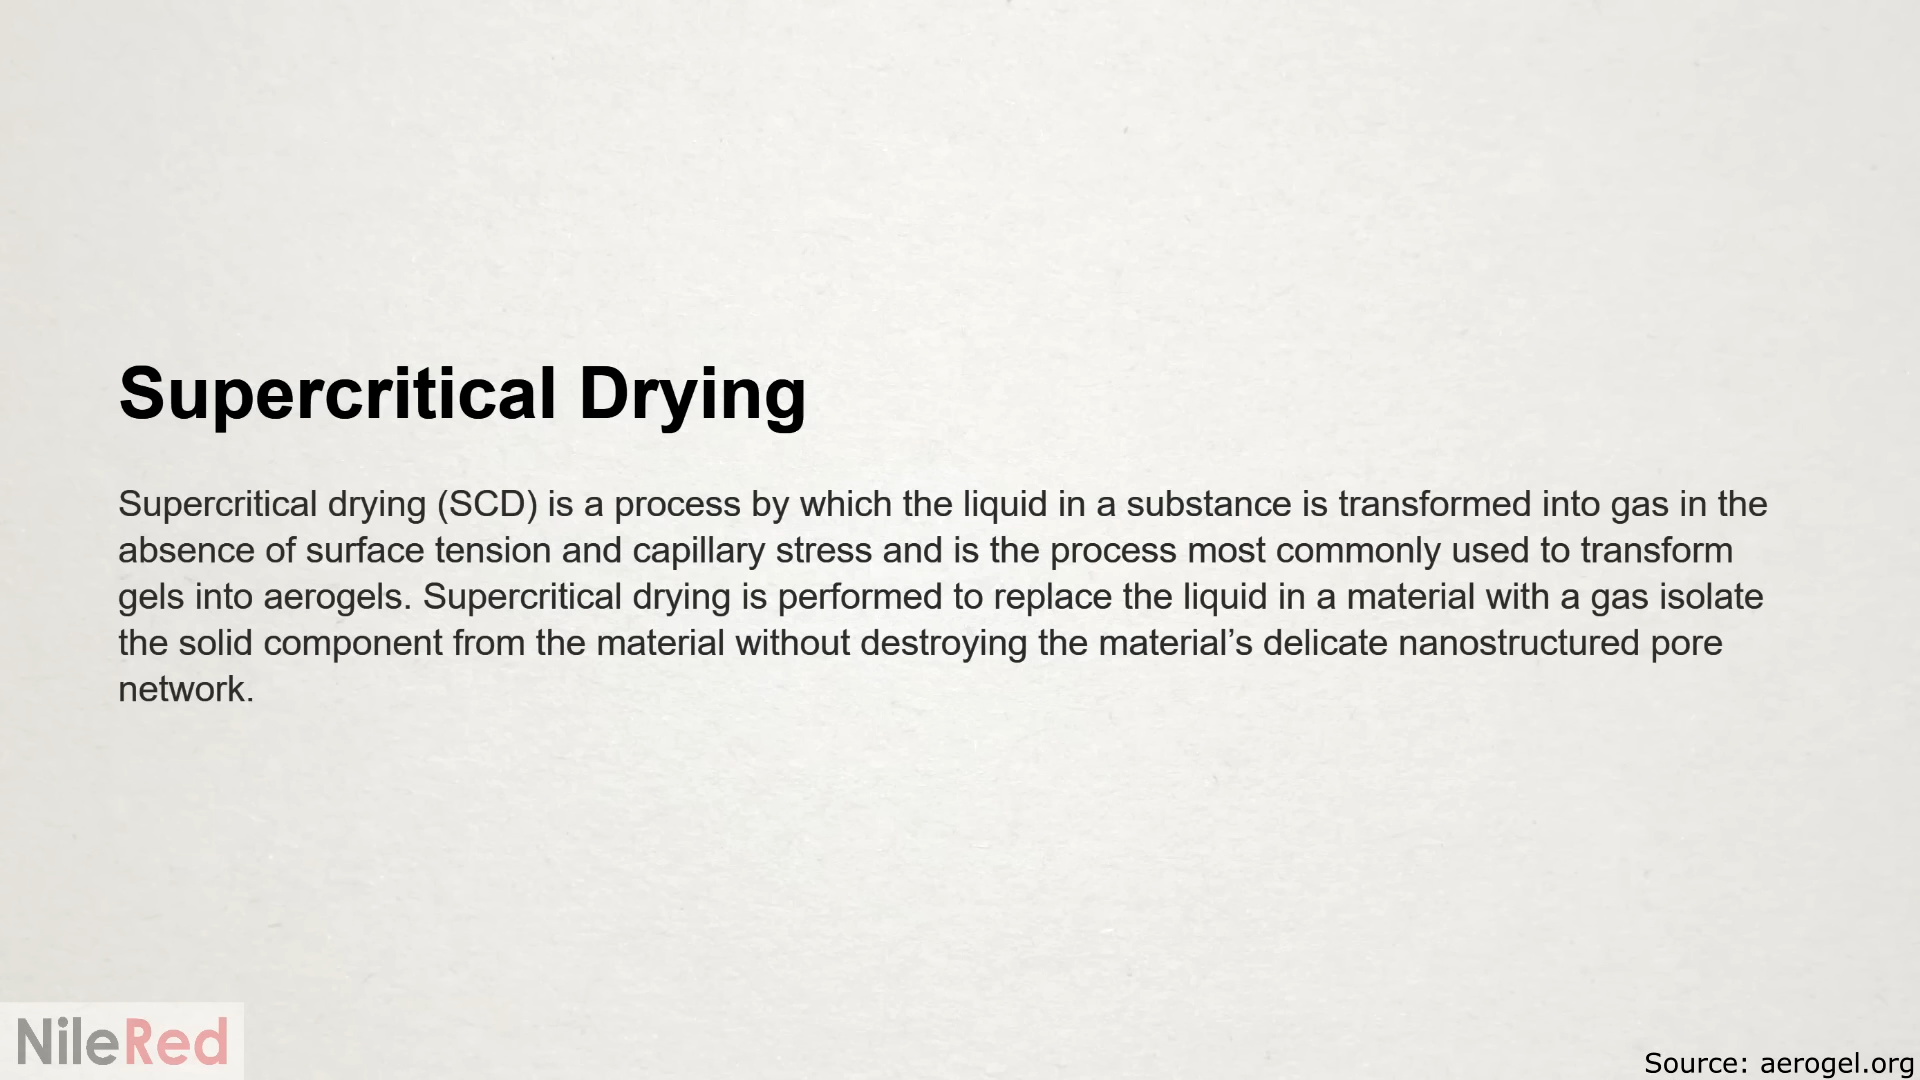 Supercritical Drying
Supercritical drying (SCD) is a process by which the liquid in a substance is transformed into gas in the
absence of surface tension and capillary stress and is the process most commonly used to transform
gels into aerogels. Supercritical drying is performed to replace the liquid in a material with a gas isolate
the solid component from the material without destroying the material’s delicate nanostructured pore
network.
NileRed
Source: aerogel.org